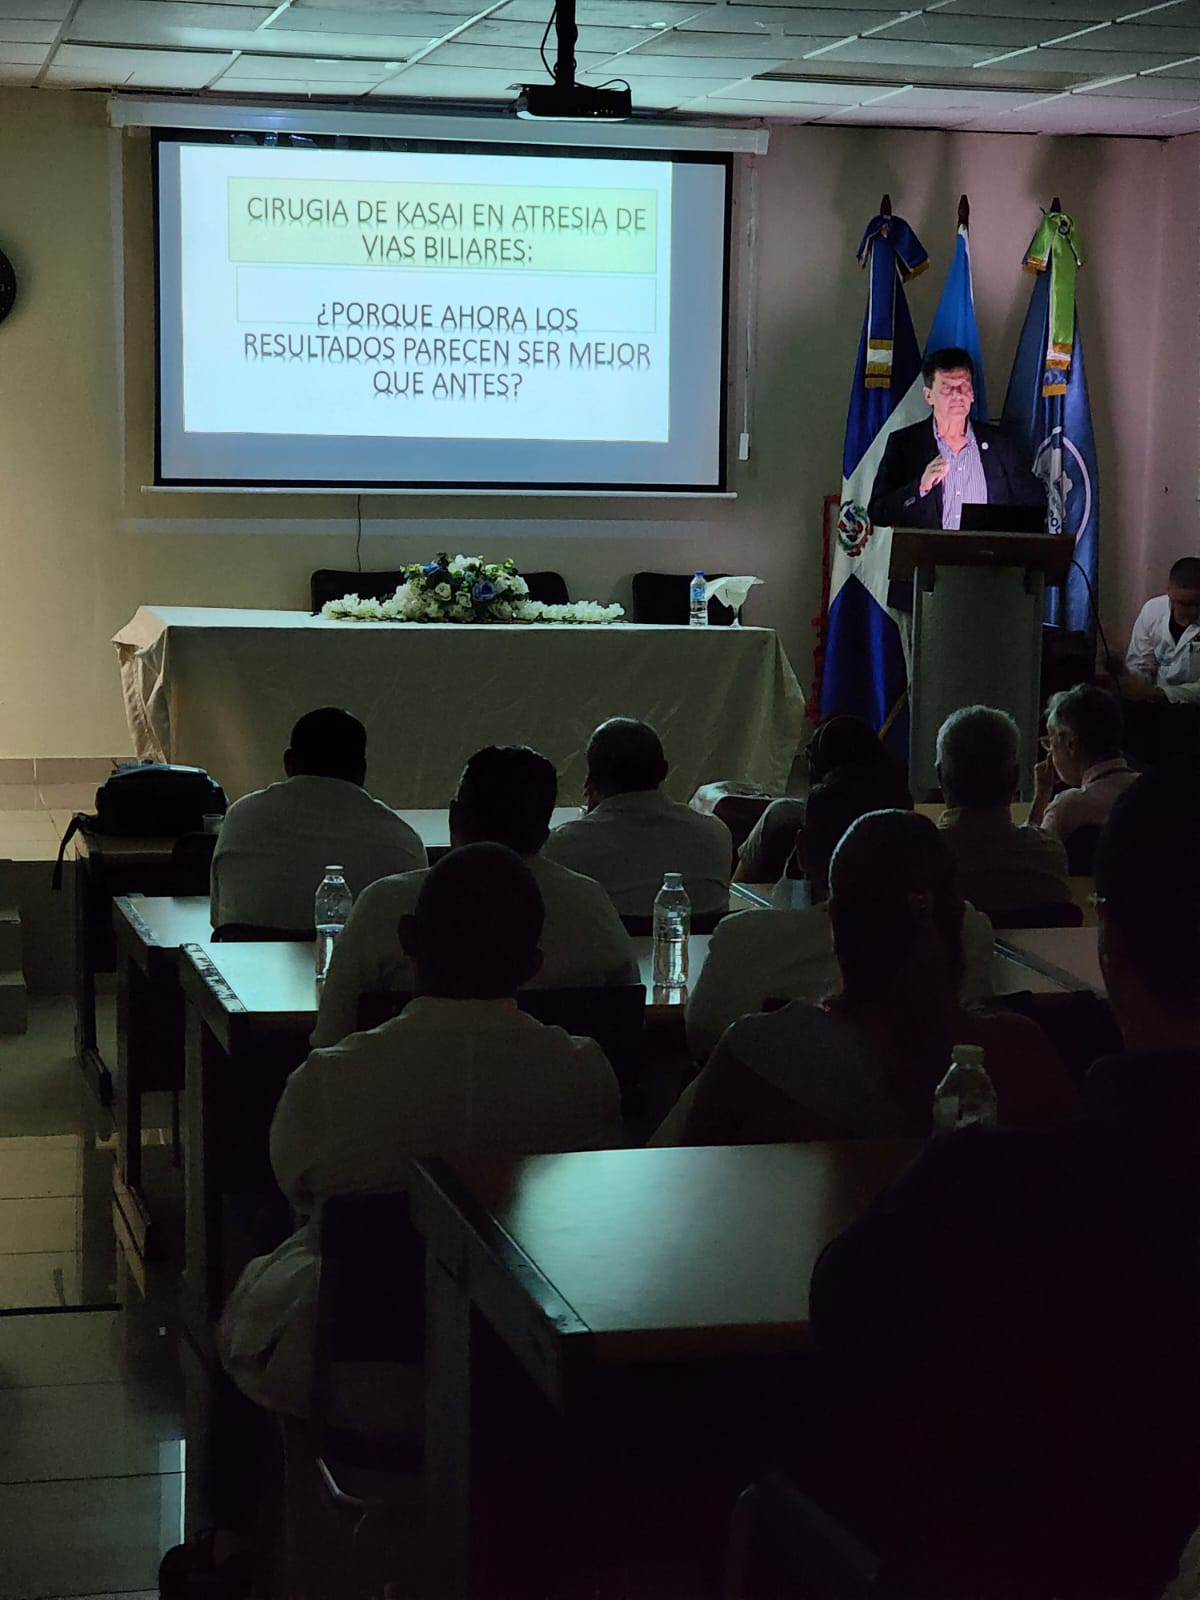 CIRUGIA DE KASAI EN ATRESIA DE
VIAS BILIARES:
¿PORQUE AHORA LOS
RESULTADOS PARECEN SER MEJOR
QUE ANTES?